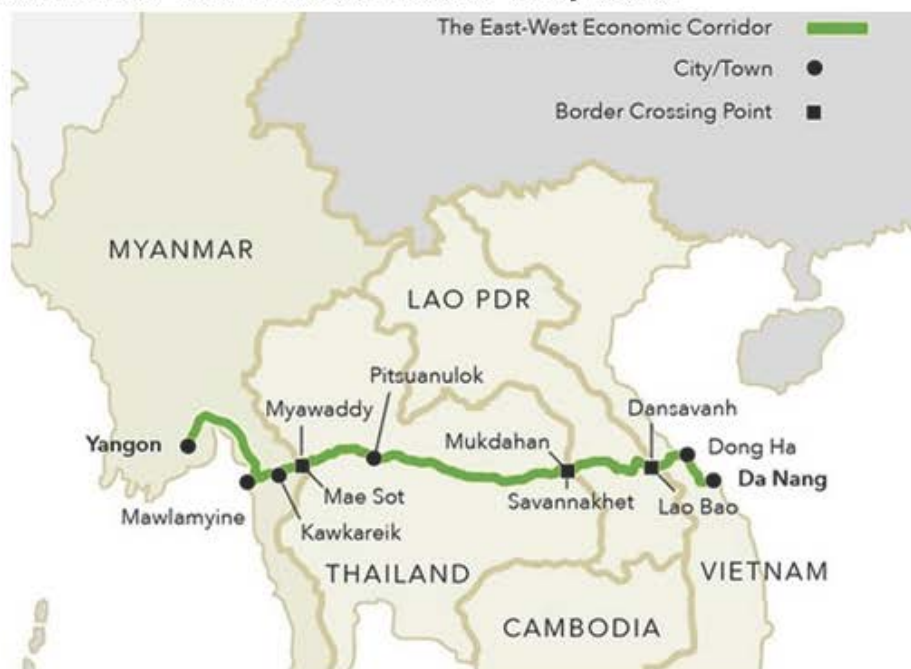 The East-West Economic Corridor
City/Town
Border Crossing Point
MYANMAR
LAO PDR
Pitsuanulok
Myawaddy
Dansavanh
Mukdahan
Yangon
Dong Ha
Da Nang
Mae Sot
Savannakhet
Lao Bao
Mawlamyine
Kawkareik
THAILAND
VIETNAM
CAMBODIA